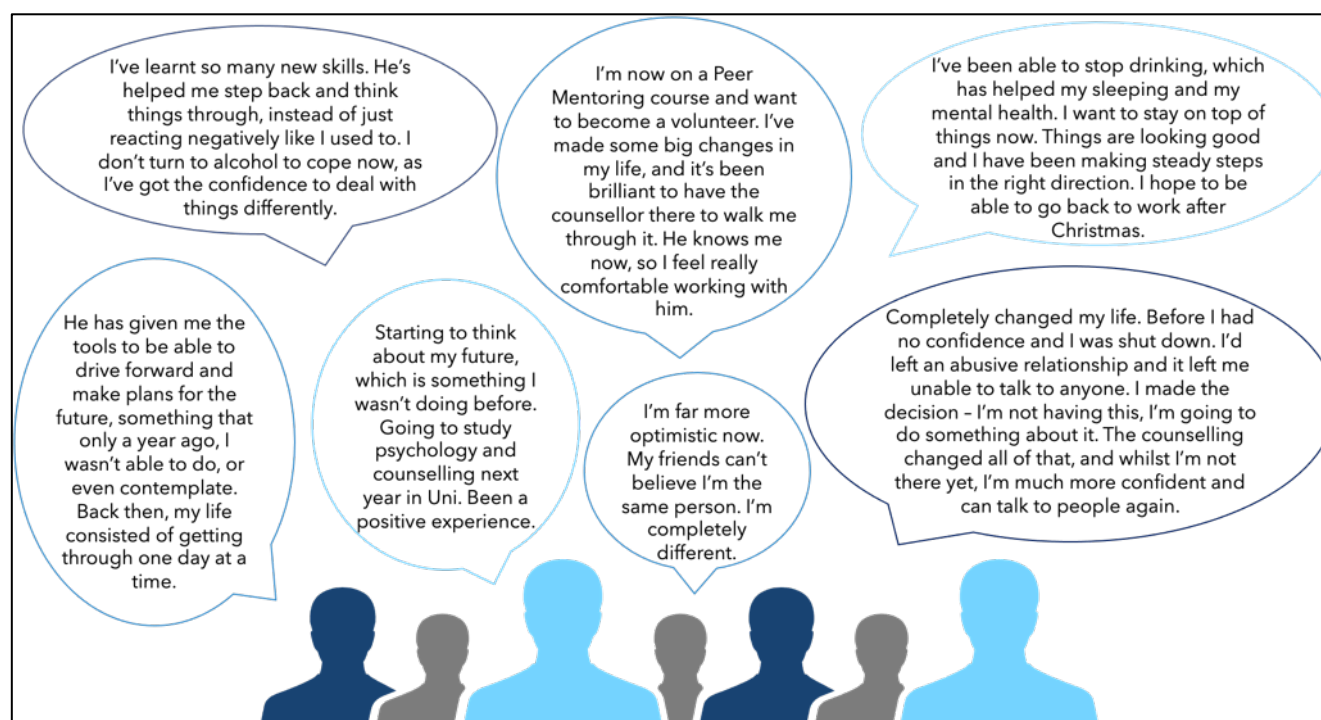 I've learnt so many new skills. He's
helped me step back and think
things through, instead of just
reacting negatively like I used to. I
don't turn to alcohol to cope now, as
I've got the confidence to deal with
things differently.
I'm now on a Peer
Mentoring course and want
to become a volunteer. I've
made some big changes in
my life, and it's been
brilliant to have the
counsellor there to walk me
through it. He knows me
now, so I feel really
comfortable working with
him.
I've been able to stop drinking, which
has helped my sleeping and my
mental health. I want to stay on top of
things now. Things are looking good
and I have been making steady steps
in the right direction. I hope to be
able to go back to work after
Christmas.
He has given me the
tools to be able to
drive forward and
make plans for the
future, something that
only a year ago, I
wasn't able to do, or
even contemplate.
Back then, my life
consisted of getting
through one day at a
time.
Starting to think
about my future,
which is something I
wasn't doing before.
Going to study
psychology and
counselling next
year in Uni. Been a
positive experience.
I'm far more
optimistic now.
My friends can't
believe I'm the
same person. I'm
completely
different.
Completely changed my life. Before I had
no confidence and I was shut down. I'd
left an abusive relationship and it left me
unable to talk to anyone. I made the
decision – I'm not having this, I'm going to
do something about it. The counselling
changed all of that, and whilst I'm not
there yet, I'm much more confident and
can talk to people again.